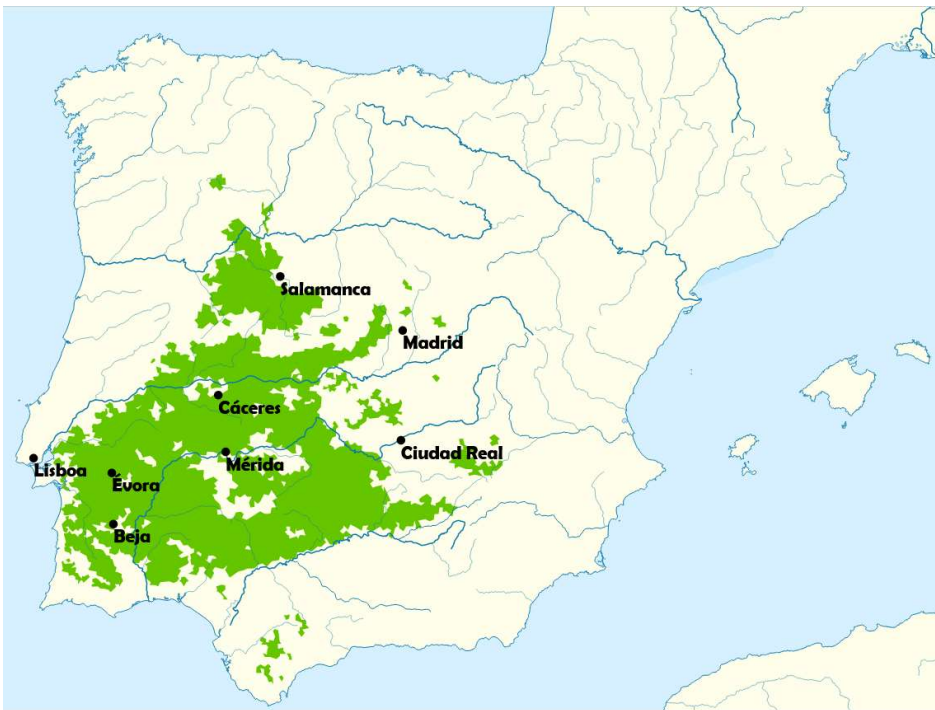 Salamanca
Madrid
Cáceres
Ciudad Real
Mérida
Lisboa
Évora
Beja